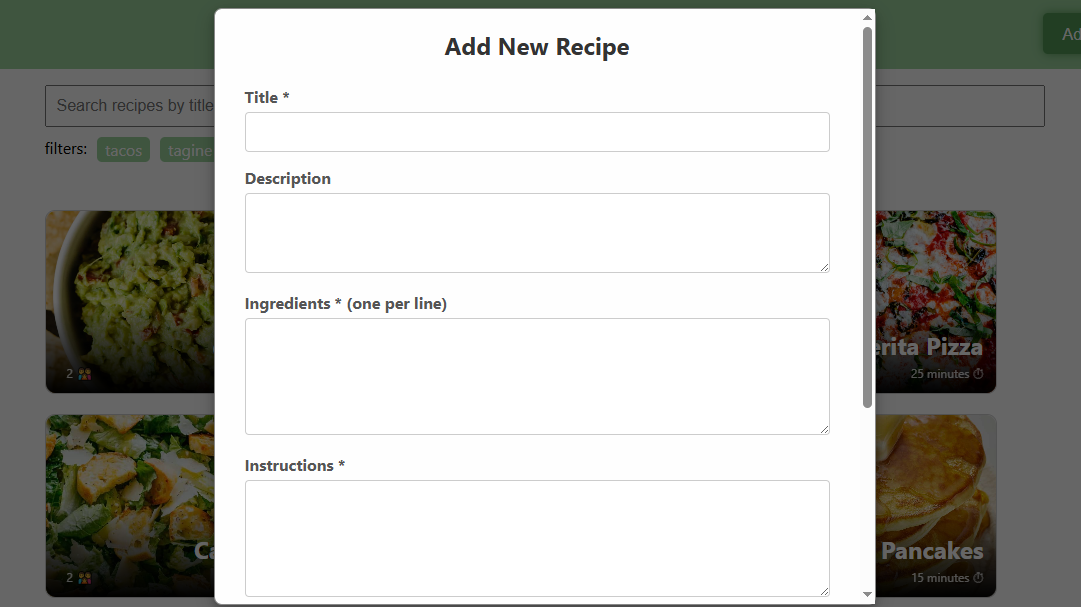 Add New Recipe
Ad
Title *
Search recipes by title
filters: tacos tagine
Description
Ingredients * (one per line)
erita Pizza
2
25 minutes
Instructions *
Ca
Pancakes
2
15 minutes